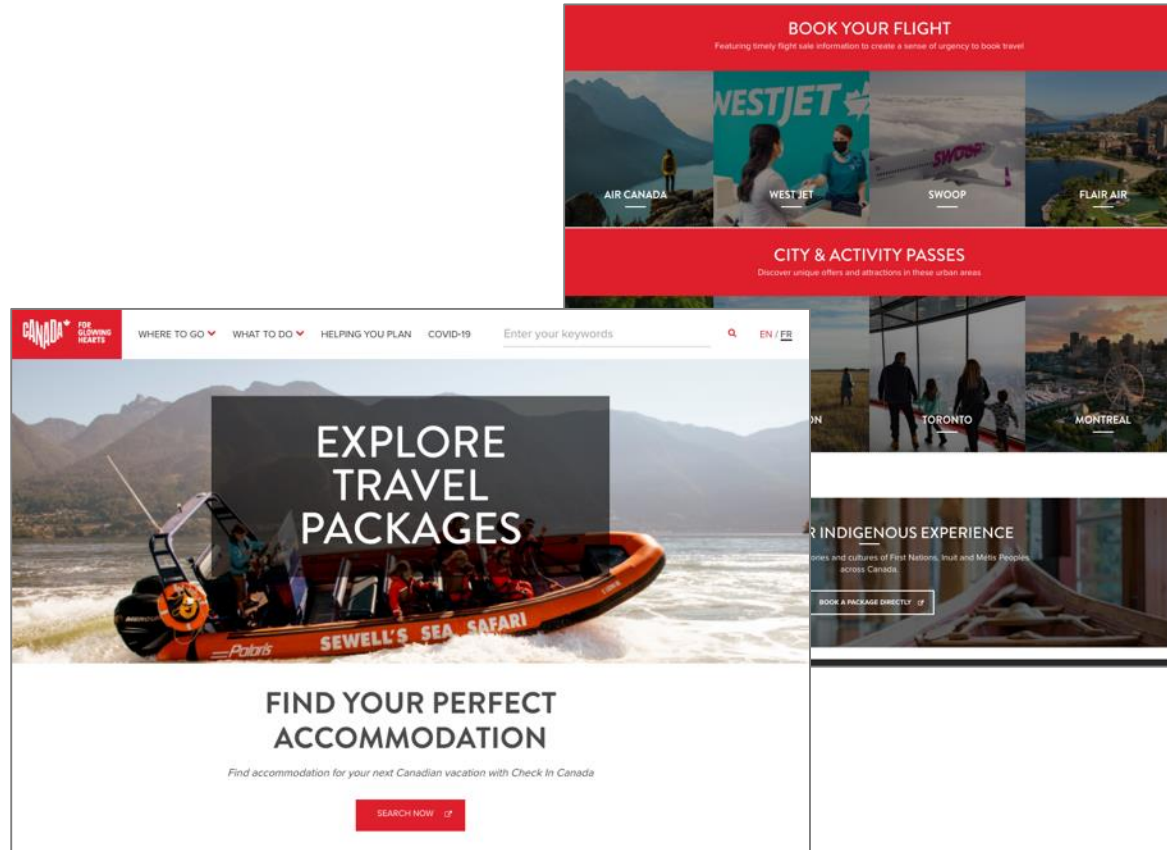 BOOK YOUR FLIGHT
Featuring timely flight sale information to create a sense of urgency to book travel
WESTJET
SWOOP
AIR CANADA
WEST JET
SWOOP
FLAIR AIR
CITY & ACTIVITY PASSES
Discover unique offers and attractions in these urban areas
ON
TORONTO
MONTREAL
R INDIGENOUS EXPERIENCE
ories and cultures of First Nations, Inuit and Métis Peoples
across Canada.
BOOK A PACKAGE DIRECTLY
CANADA
FOR
GLOWING
HEARTS
WHERE TO GO
WHAT TO DO
HELPING YOU PLAN
COVID-19
Enter your keywords
EN / FR
EXPLORE
TRAVEL
PACKAGES
SEWELL'S SEA SAFARI
Polaris
FIND YOUR PERFECT
ACCOMMODATION
Find accommodation for your next Canadian vacation with Check In Canada
SEARCH NOW